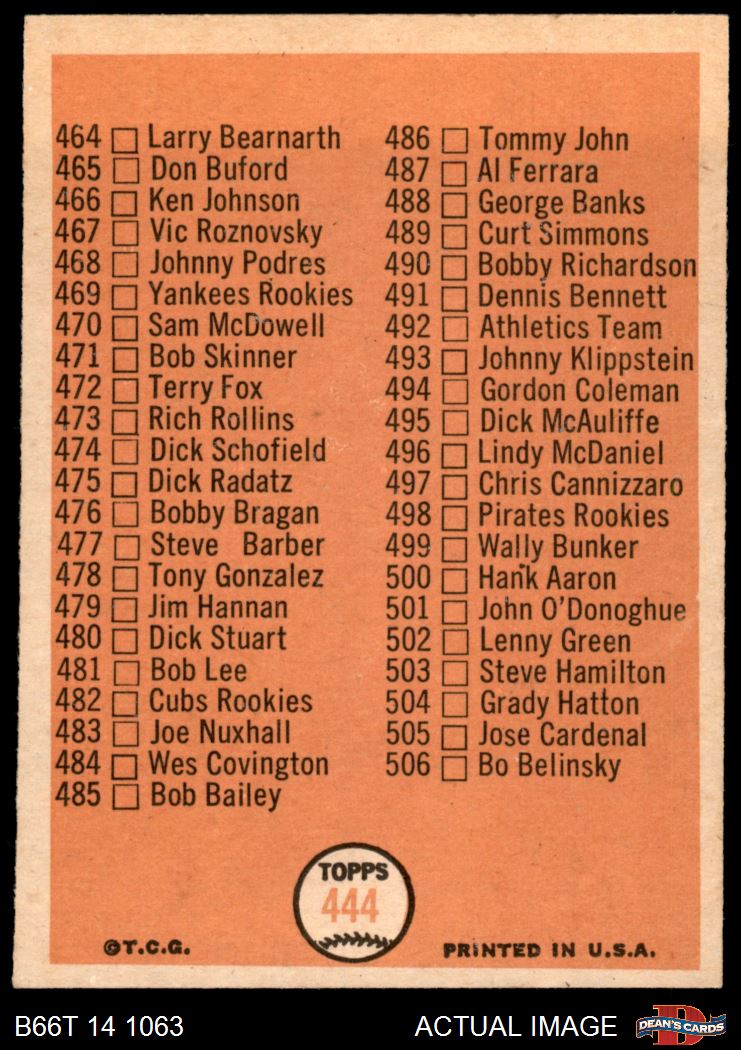 464 Larry Bearnarth
465 Don Buford
466 Ken Johnson
467 Vic Roznovsky
468 Johnny Podres
469 Yankees Rookies
470 Sam McDowell
471 Bob Skinner
472 Terry Fox
473 Rich Rollins
474 Dick Schofield
475 Dick Radatz
476 Bobby Bragan
477 Steve Barber
478 Tony Gonzalez
479 Jim Hannan
480 Dick Stuart
481 Bob Lee
482 Cubs Rookies
483 Joe Nuxhall
484 Wes Covington
485 Bob Bailey
486 Tommy John
487 Al Ferrara
488 George Banks
489 Curt Simmons
490 Bobby Richardson
491 Dennis Bennett
492 Athletics Team
493 Johnny Klippstein
494 Gordon Coleman
495 Dick McAuliffe
496 Lindy McDaniel
497 Chris Cannizzaro
498 Pirates Rookies
499 Wally Bunker
500 Hank Aaron
501 John O'Donoghue
502 Lenny Green
503 Steve Hamilton
504 Grady Hatton
505 Jose Cardenal
506 Bo Belinsky
TOPPS
444
©T.C.G.
PRINTED IN U.S.A.
B66T 14 1063
ACTUAL IMAGE
D
DEAN'S CARDS